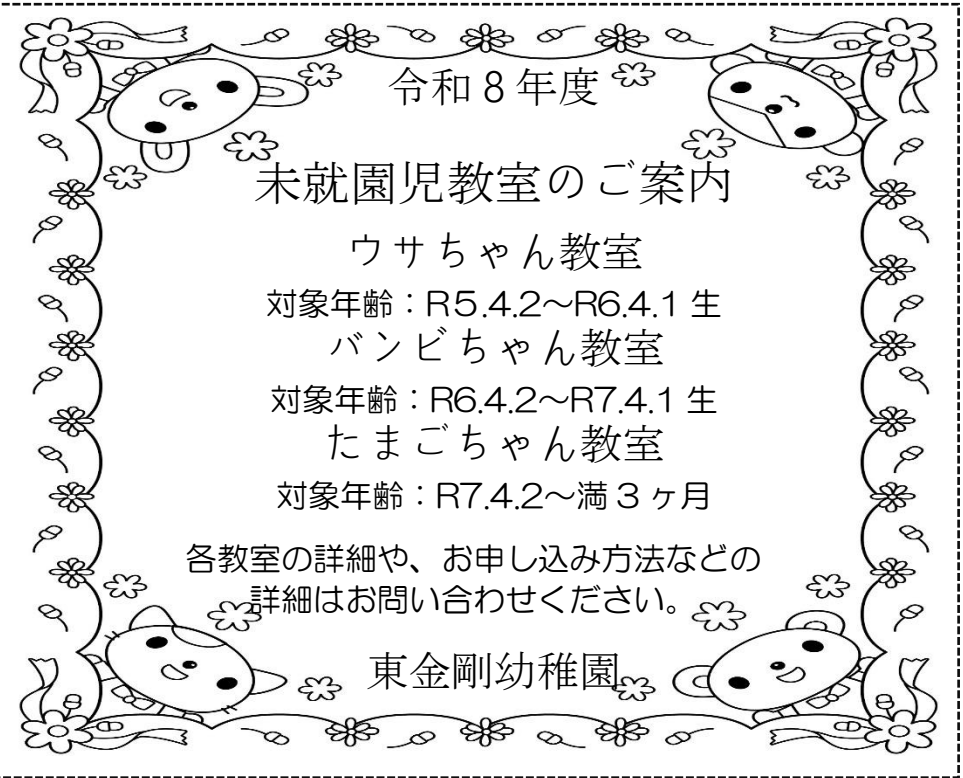 令和８年度
未就園児教室のご案内
ウサちゃん教室
対象年齢：R５.4.2～R6.4.1 生
バンビちゃん教室
対象年齢：R6.4.2～R7.4.1 生
たまごちゃん教室
対象年齢：R7.4.2～満 3 ヶ月
各教室の詳細や、お申し込み方法などの
詳細はお問い合わせください。
東金剛幼稚園